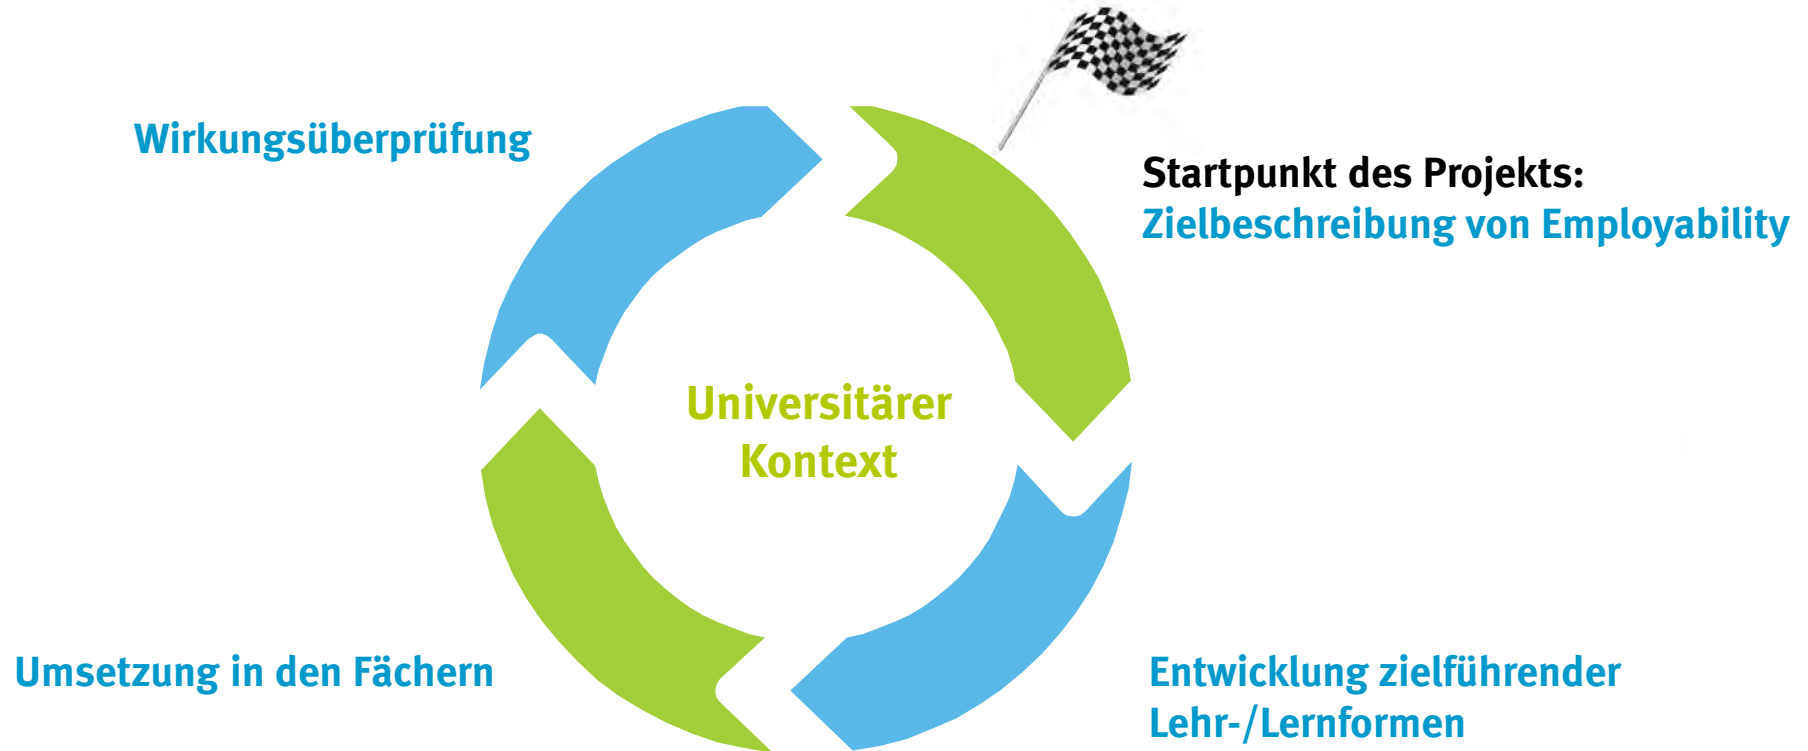 Wirkungsüberprüfung
Startpunkt des Projekts:
Zielbeschreibung von Employability
Universitärer
Kontext
Umsetzung in den Fächern
Entwicklung zielführender
Lehr-/Lernformen